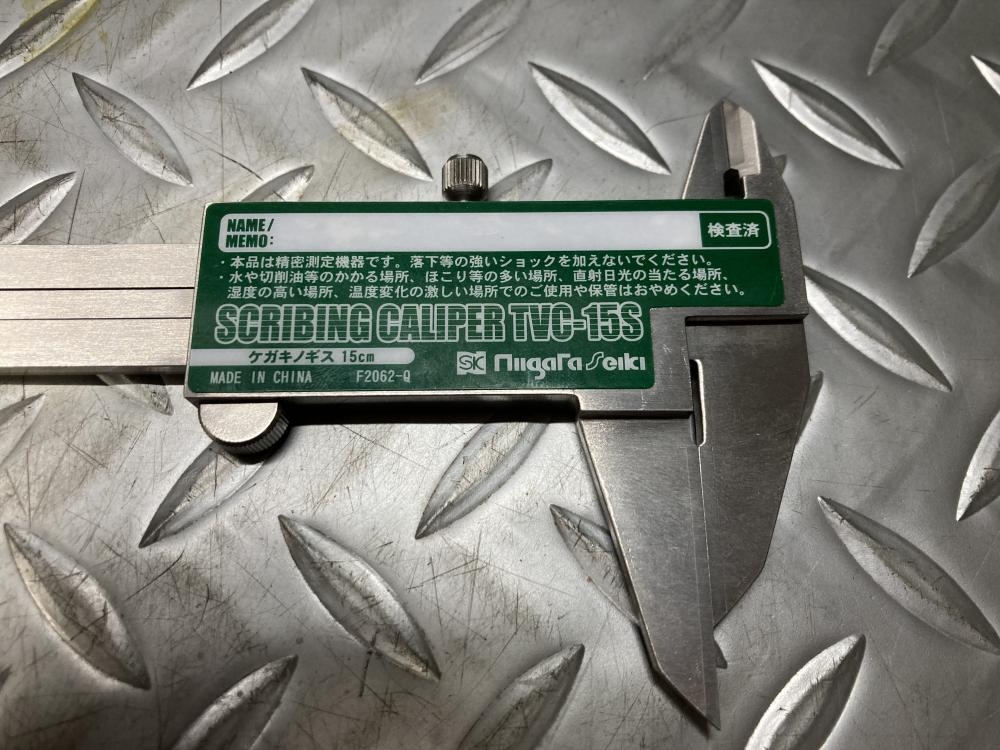 NAME/
MEMO:
検査済
・本品は精密測定機器です。落下等の強いショックを加えないでください。
・水や切削油等のかかる場所、ほこり等の多い場所、直射日光の当たる場所、
湿度の高い場所、温度変化の激しい場所でのご使用や保管はおやめください。
SCRIBING CALIPER TVC-15S
ケガキノギス 15cm
SK Niigata Seiki
MADE IN CHINA F2062-Q